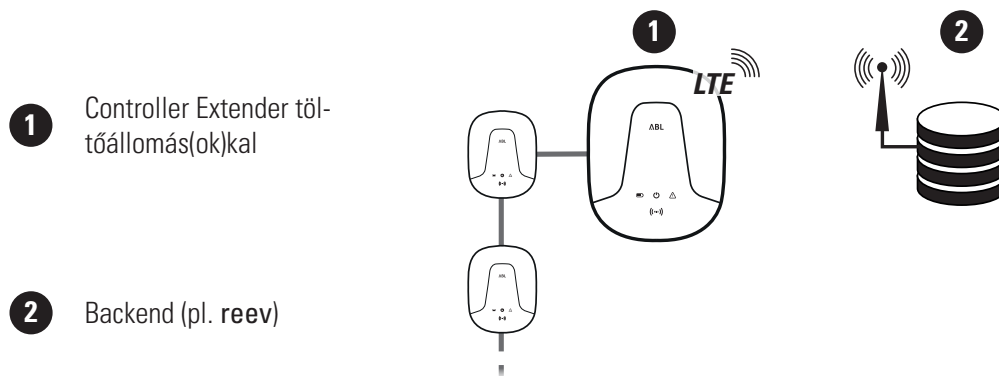 1
2
LTE
1
Controller Extender töl-
tőállomás(ok)kal
ABL
ABL
ABL
2
Backend (pl. reev)